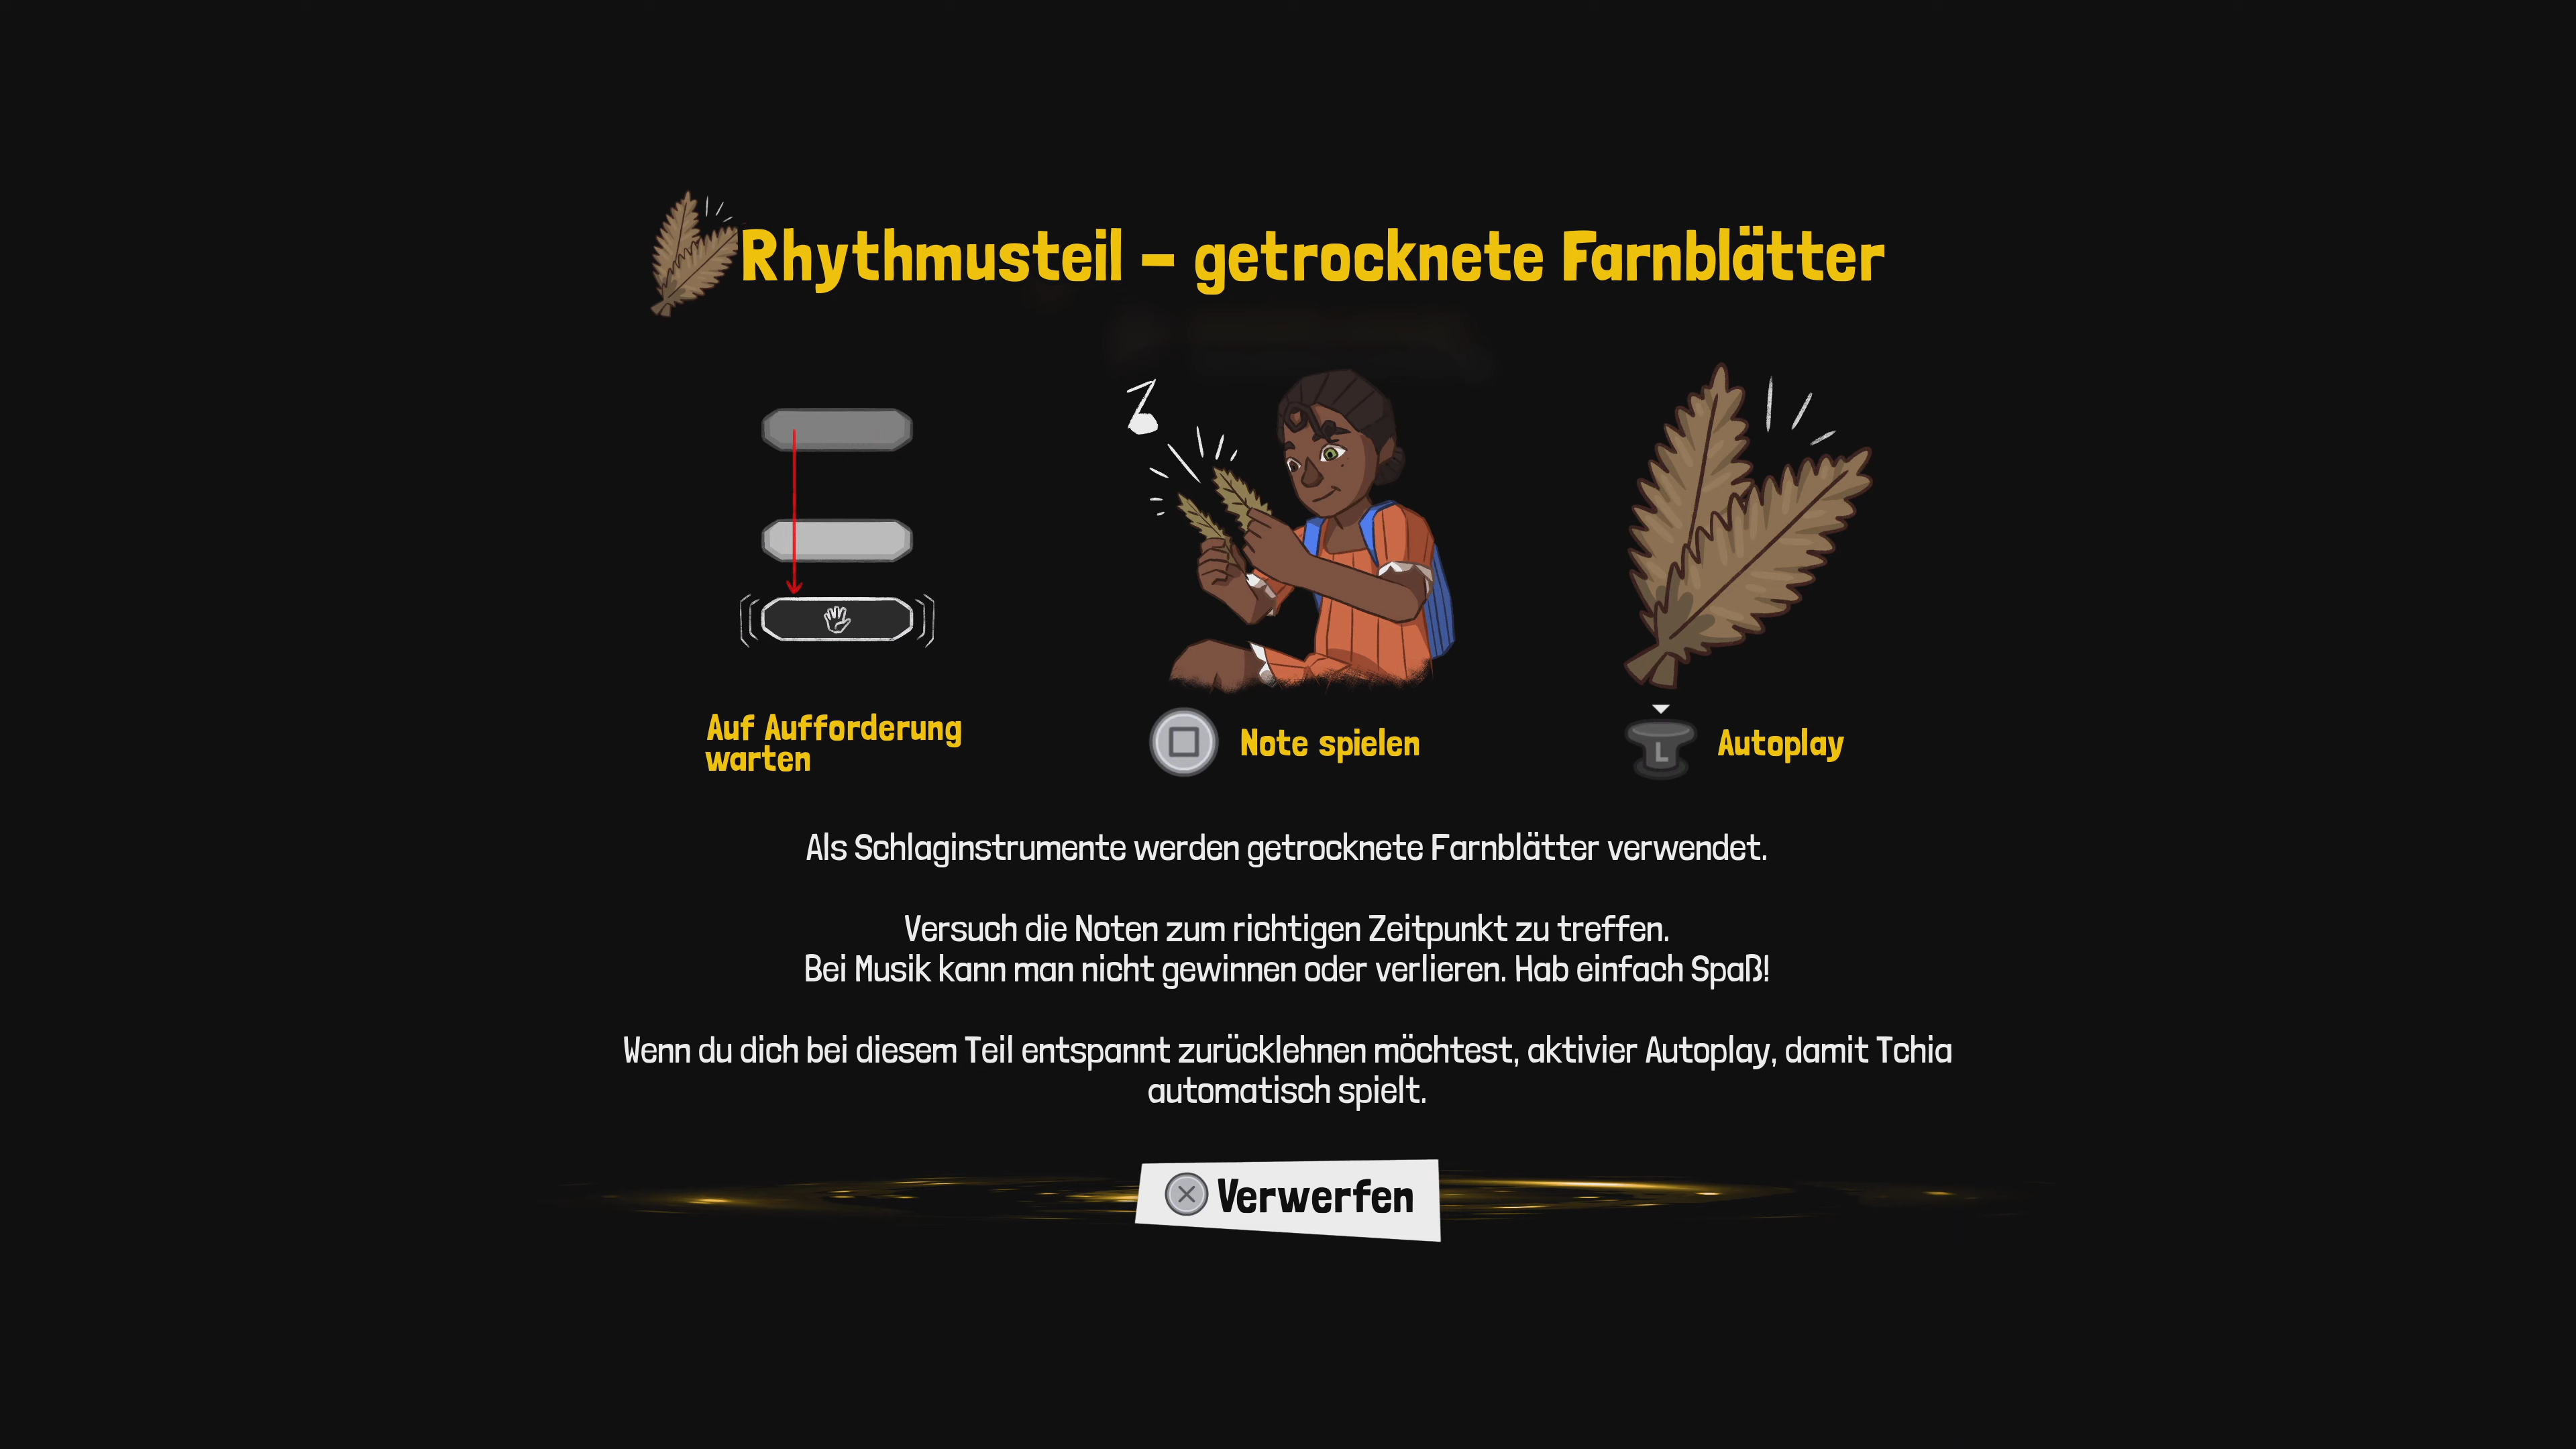 Rhythmusteil – getrocknete Farnblätter
Auf Aufforderung
warten
Note spielen
L
Autoplay
Als Schlaginstrumente werden getrocknete Farnblätter verwendet.
Versuch die Noten zum richtigen Zeitpunkt zu treffen.
Bei Musik kann man nicht gewinnen oder verlieren. Hab einfach Spaß!
Wenn du dich bei diesem Teil entspannt zurücklehnen möchtest, aktivier Autoplay, damit Tchia
automatisch spielt.
Verwerfen